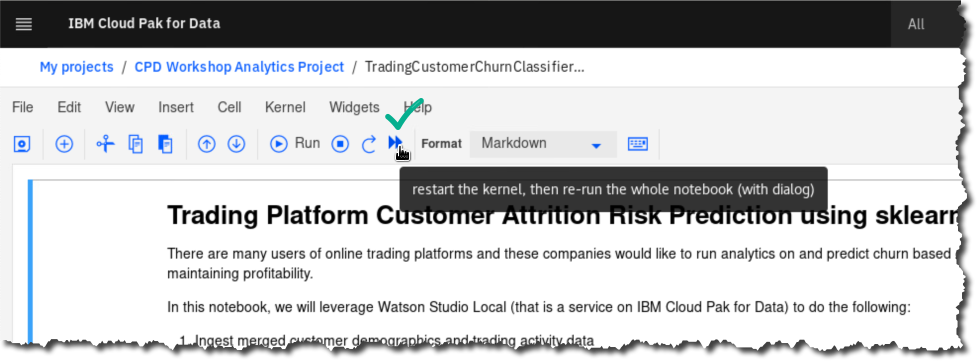 IBM Cloud Pak for Data
All
My projects / CPD Workshop Analytics Project / TradingCustomerChurnClassifier...
File Edit View Insert Cell Kernel Widgets Help
Run Format Markdown
restart the kernel, then re-run the whole notebook (with dialog)
Trading Platform Customer Attrition Risk Prediction using sklearn
There are many users of online trading platforms and these companies would like to run analytics on and predict churn based
maintaining profitability.
In this notebook, we will leverage Watson Studio Local (that is a service on IBM Cloud Pak for Data) to do the following:
1. Ingest merged customer demographics and trading activity data